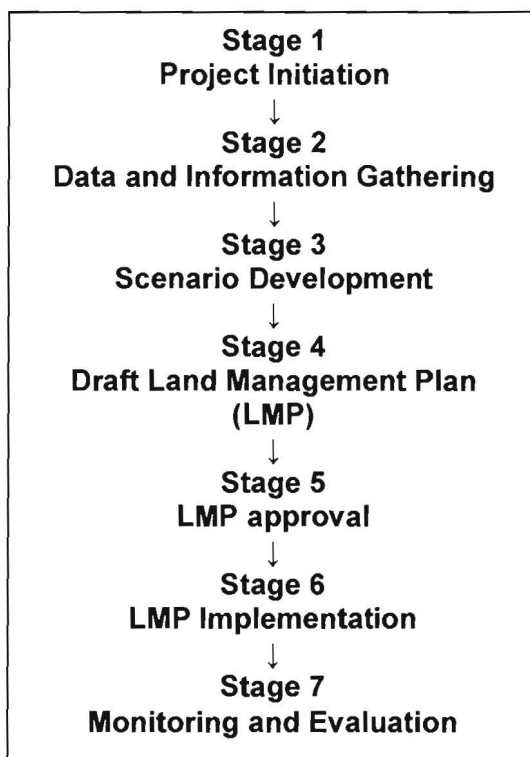 Stage 1
Project Initiation
↓
Stage 2
Data and Information Gathering
↓
Stage 3
Scenario Development
↓
Stage 4
Draft Land Management Plan
(LMP)
↓
Stage 5
LMP approval
↓
Stage 6
LMP Implementation
↓
Stage 7
Monitoring and Evaluation